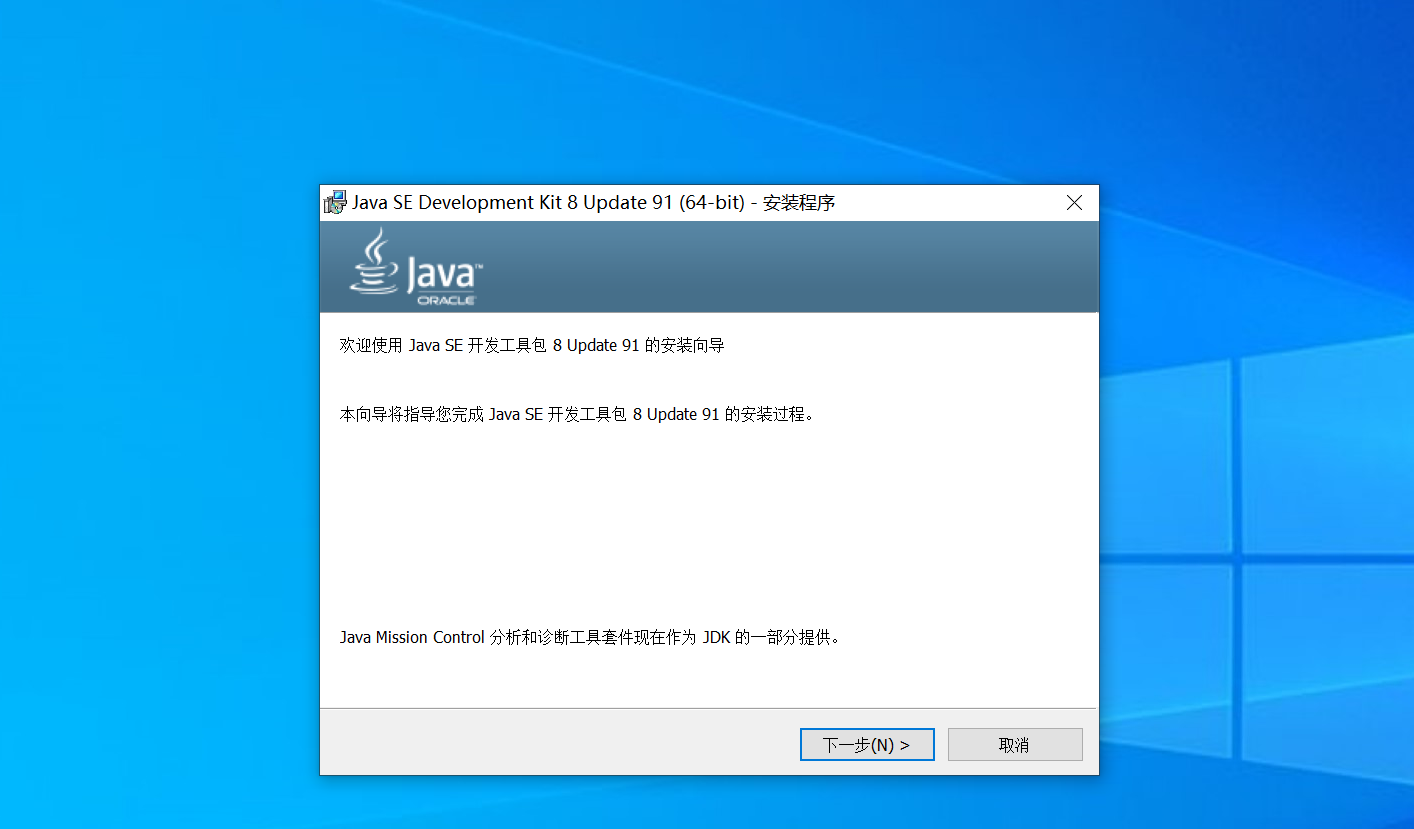 Java SE Development Kit 8 Update 91 (64-bit) - 安装程序
Java™
ORACLE
欢迎使用 Java SE 开发工具包 8 Update 91 的安装向导
本向导将指导您完成 Java SE 开发工具包 8 Update 91 的安装过程。
Java Mission Control 分析和诊断工具套件现在作为 JDK 的一部分提供。
下一步(N) >
取消